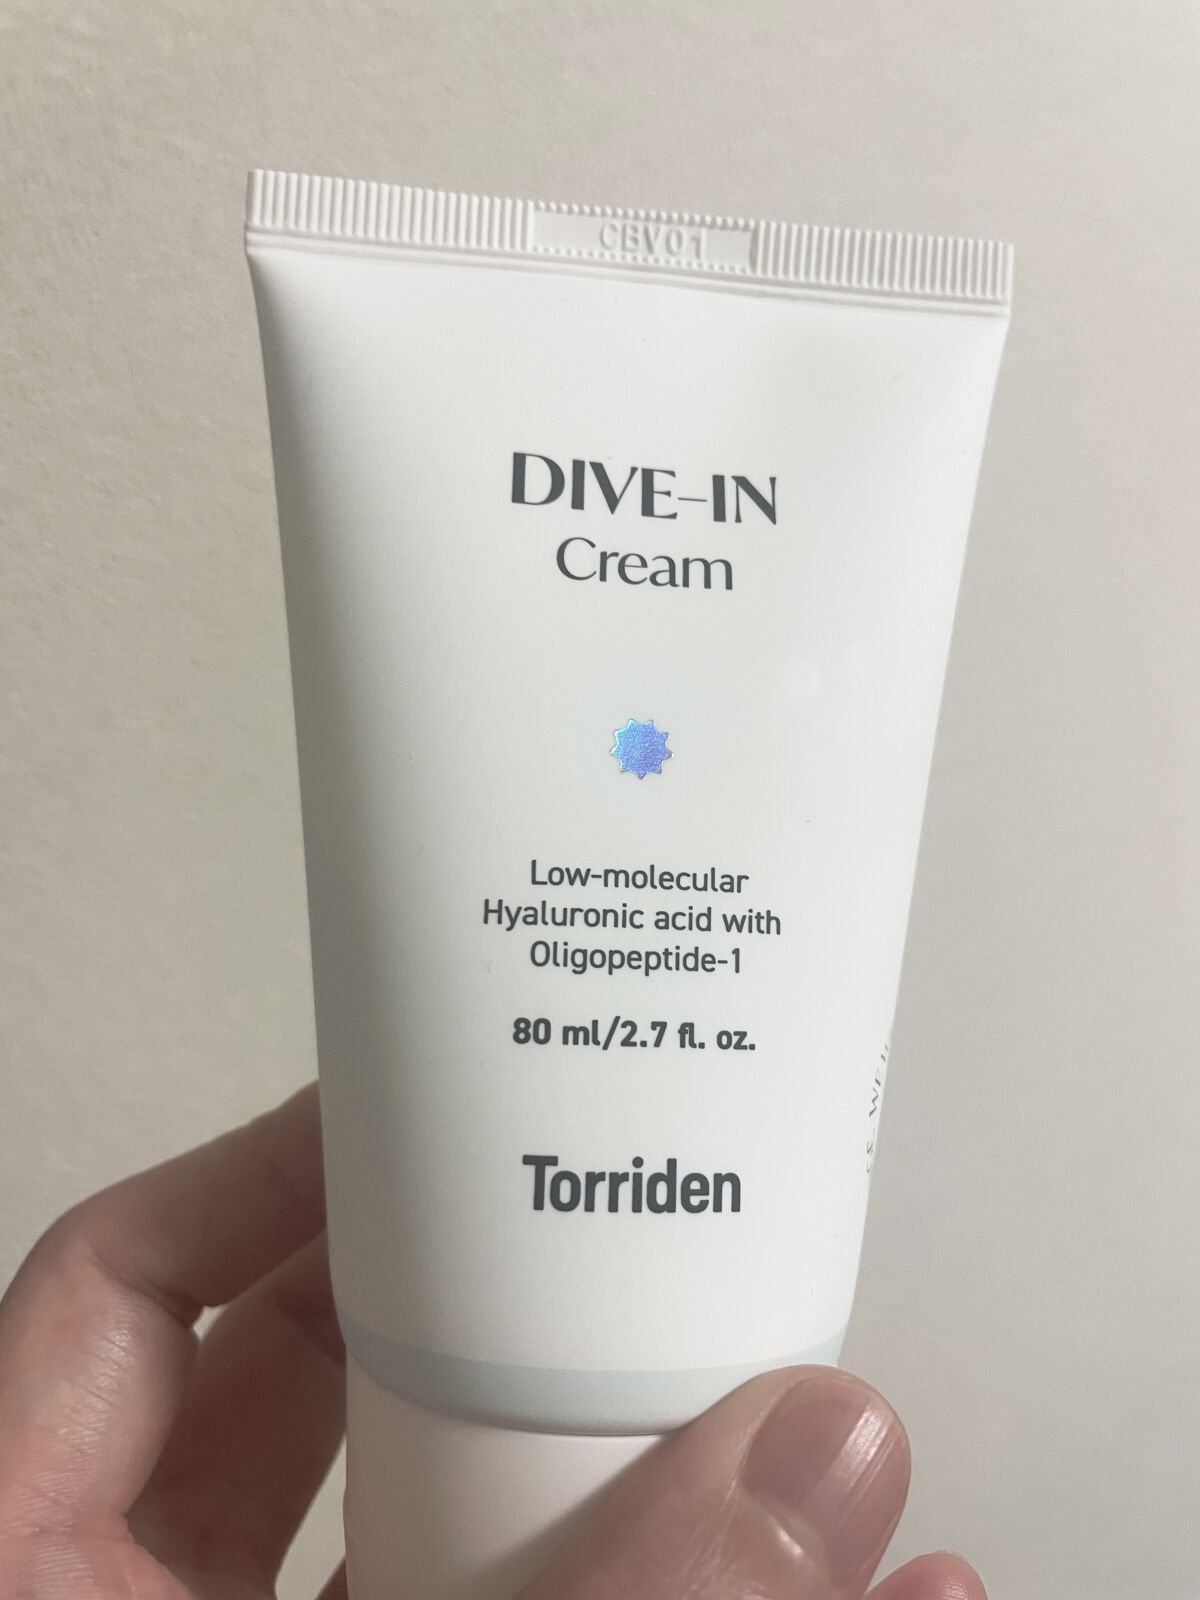 CBV01
DIVE-IN
Cream
Low-molecular
Hyaluronic acid with
Oligopeptide-1
80 ml/2.7 fl. oz.
Torriden